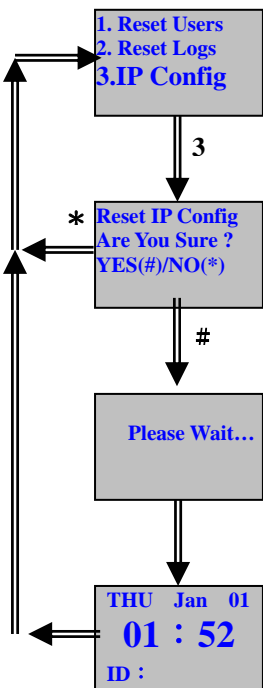 1. Reset Users
2. Reset Logs
3.IP Config
3
*
Reset IP Config
Are You Sure ?
YES(#)/NO(*)
#
Please Wait…
THU Jan 01
01 : 52
ID :